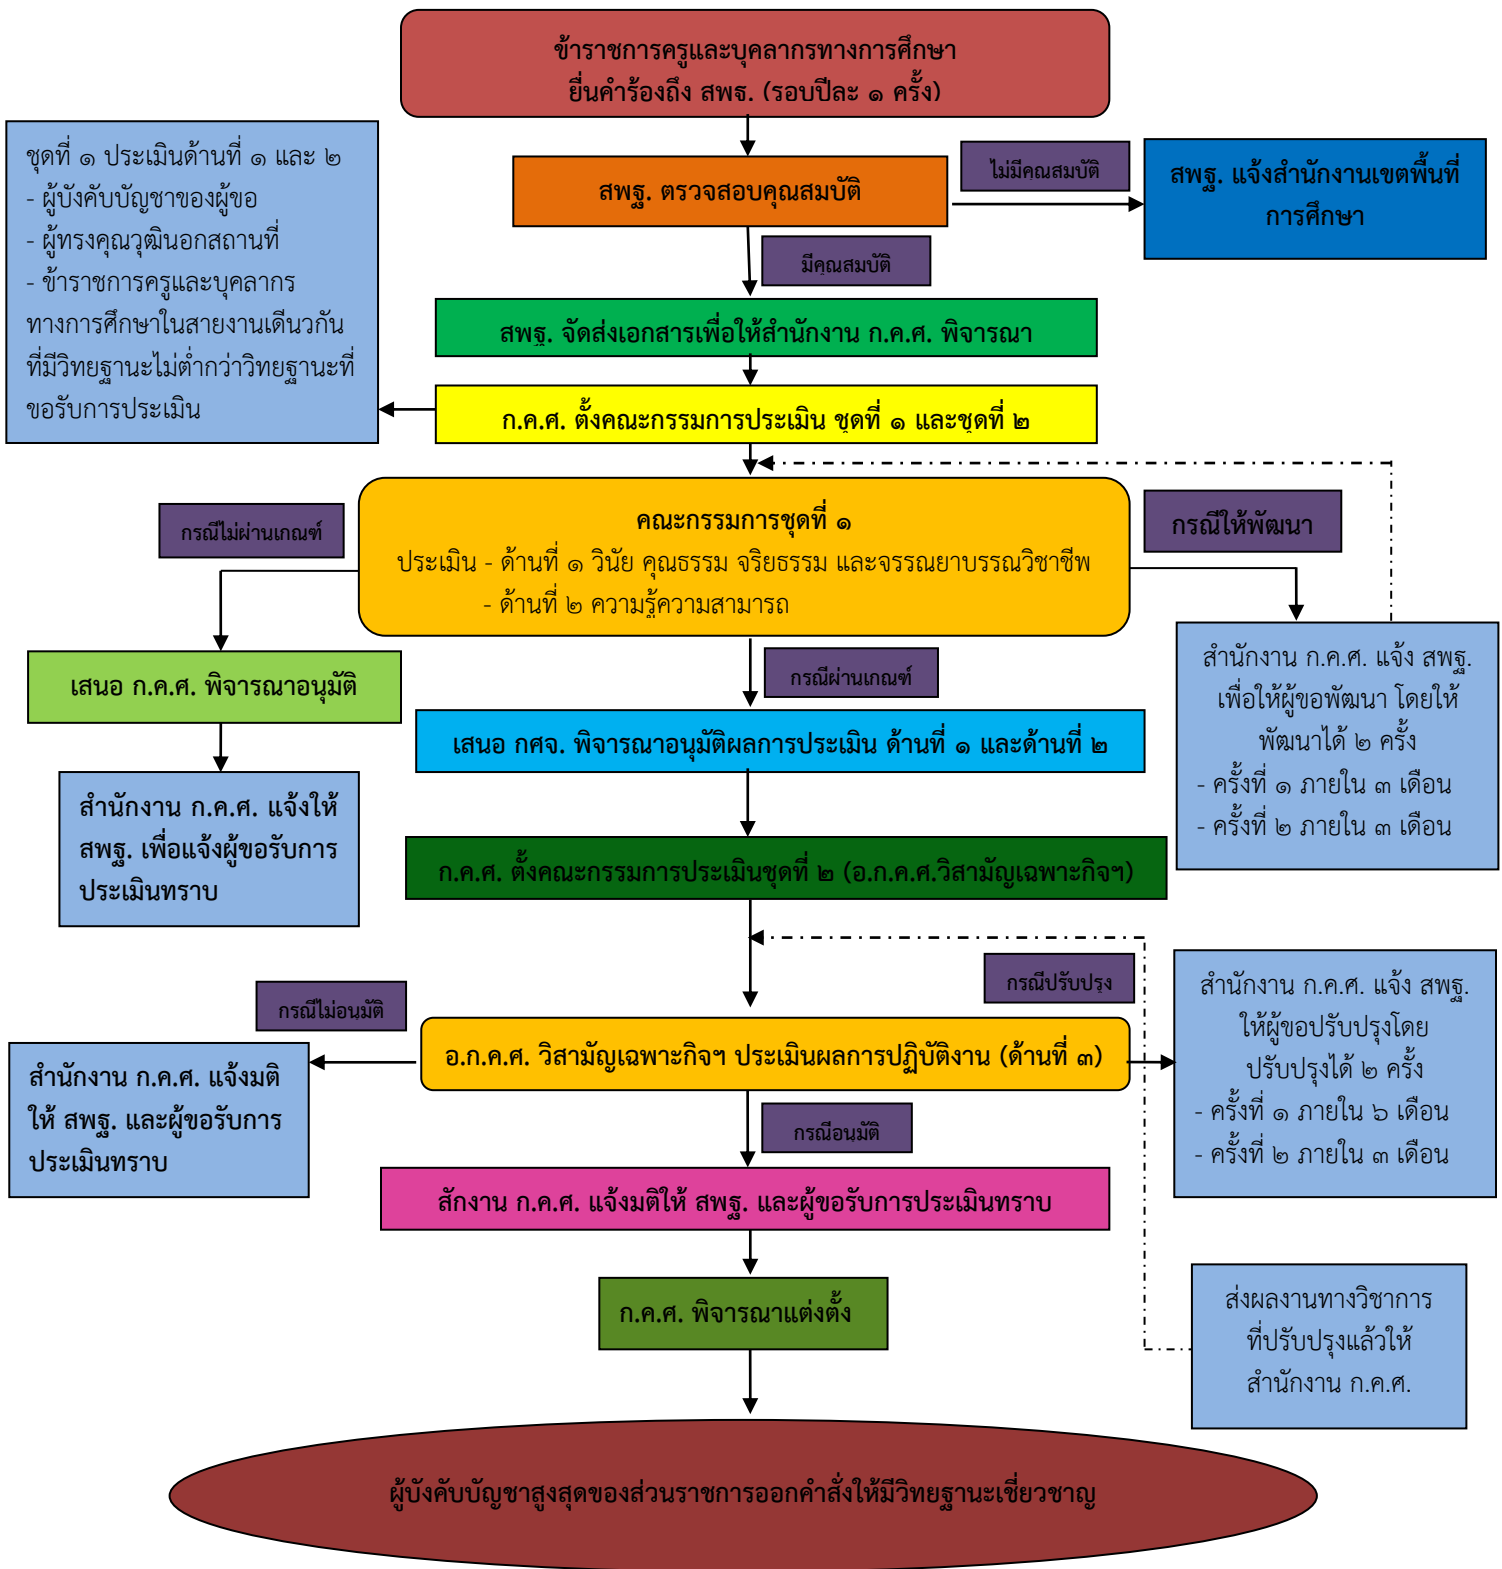 ข้าราชการครูและบุคลากรทางการศึกษา
ยื่นคำร้องถึง สพฐ. (รอบปีละ ๑ ครั้ง)
ชุดที่ ๑ ประเมินด้านที่ ๑ และ ๒
- ผู้บังคับบัญชาของผู้ขอ
- ผู้ทรงคุณวุฒินอกสถานที่
- ข้าราชการครูและบุคลากร
ทางการศึกษาในสายงานเดีนวกัน
ที่มีวิทยฐานะไม่ต่ำกว่าวิทยฐานะที่
ขอรับการประเมิน
สพฐ. ตรวจสอบคุณสมบัติ
ไม่มีคุณสมบัติ
สพฐ. แจ้งสำนักงานเขตพื้นที่
การศึกษา
มีคุณสมบัติ
สพฐ. จัดส่งเอกสารเพื่อให้สำนักงาน ก.ค.ศ. พิจารณา
ก.ค.ศ. ตั้งคณะกรรมการประเมิน ชุดที่ ๑ และชุดที่ ๒
กรณีไม่ผ่านเกณฑ์
คณะกรรมการชุดที่ ๑
ประเมิน - ด้านที่ ๑ วินัย คุณธรรม จริยธรรม และจรรณยาบรรณวิชาชีพ
- ด้านที่ ๒ ความรู้ความสามารถ
กรณีให้พัฒนา
เสนอ ก.ค.ศ. พิจารณาอนุมัติ
กรณีผ่านเกณฑ์
สำนักงาน ก.ค.ศ. แจ้ง สพฐ.
เพื่อให้ผู้ขอพัฒนา โดยให้
พัฒนาได้ ๒ ครั้ง
- ครั้งที่ ๑ ภายใน ๓ เดือน
- ครั้งที่ ๒ ภายใน ๓ เดือน
เสนอ กศจ. พิจารณาอนุมัติผลการประเมิน ด้านที่ ๑ และด้านที่ ๒
สำนักงาน ก.ค.ศ. แจ้งให้
สพฐ. เพื่อแจ้งผู้ขอรับการ
ประเมินทราบ
ก.ค.ศ. ตั้งคณะกรรมการประเมินชุดที่ ๒ (อ.ก.ค.ศ.วิสามัญเฉพาะกิจฯ)
กรณีไม่อนุมัติ
กรณีปรับปรุง
สำนักงาน ก.ค.ศ. แจ้งมติ
ให้ สพฐ. และผู้ขอรับการ
ประเมินทราบ
อ.ก.ค.ศ. วิสามัญเฉพาะกิจฯ ประเมินผลการปฏิบัติงาน (ด้านที่ ๓)
สำนักงาน ก.ค.ศ. แจ้ง สพฐ.
ให้ผู้ขอปรับปรุงโดย
ปรับปรุงได้ ๒ ครั้ง
- ครั้งที่ ๑ ภายใน ๖ เดือน
- ครั้งที่ ๒ ภายใน ๓ เดือน
กรณีอนุมัติ
สักงาน ก.ค.ศ. แจ้งมติให้ สพฐ. และผู้ขอรับการประเมินทราบ
ก.ค.ศ. พิจารณาแต่งตั้ง
ส่งผลงานทางวิชาการ
ที่ปรับปรุงแล้วให้
สำนักงาน ก.ค.ศ.
ผู้บังคับบัญชาสูงสุดของส่วนราชการออกคำสั่งให้มีวิทยฐานะเชี่ยวชาญ